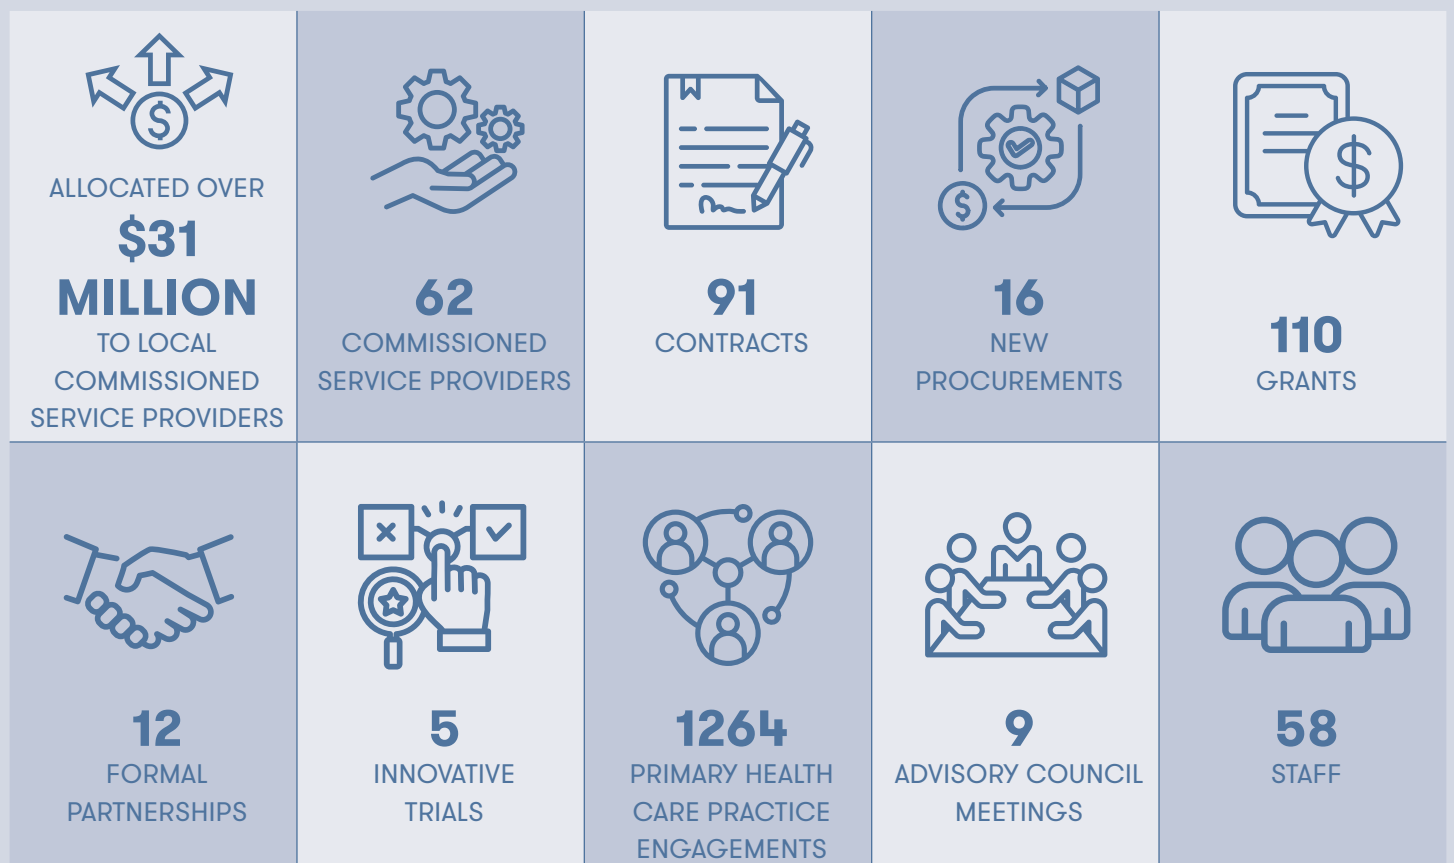 ALLOCATED OVER
$31
MILLION
TO LOCAL
COMMISSIONED
SERVICE PROVIDERS
62
COMMISSIONED
SERVICE PROVIDERS
91
CONTRACTS
16
NEW
PROCUREMENTS
110
GRANTS
12
FORMAL
PARTNERSHIPS
5
INNOVATIVE
TRIALS
1264
PRIMARY HEALTH
CARE PRACTICE
ENGAGEMENTS
9
ADVISORY COUNCIL
MEETINGS
58
STAFF